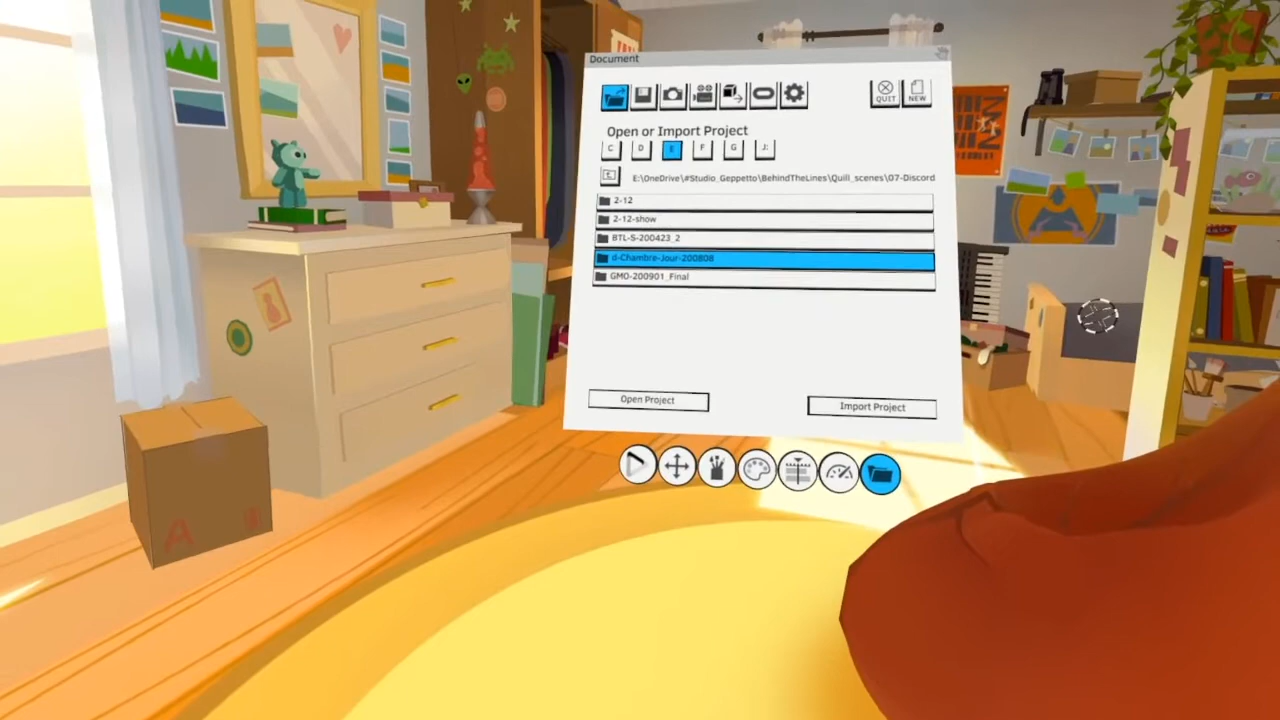 Document
QUIT
NEW
Open or Import Project
C
D
E
F
G
J:
E:\OneDrive\#Studio_Geppetto\BehindTheLines\Quill_scenes\07-Discord
2-12
2-12-show
BTL-S-200423_2
d-Chambre-Jour-200808
GMO-200901_Final
Open Project
Import Project
A